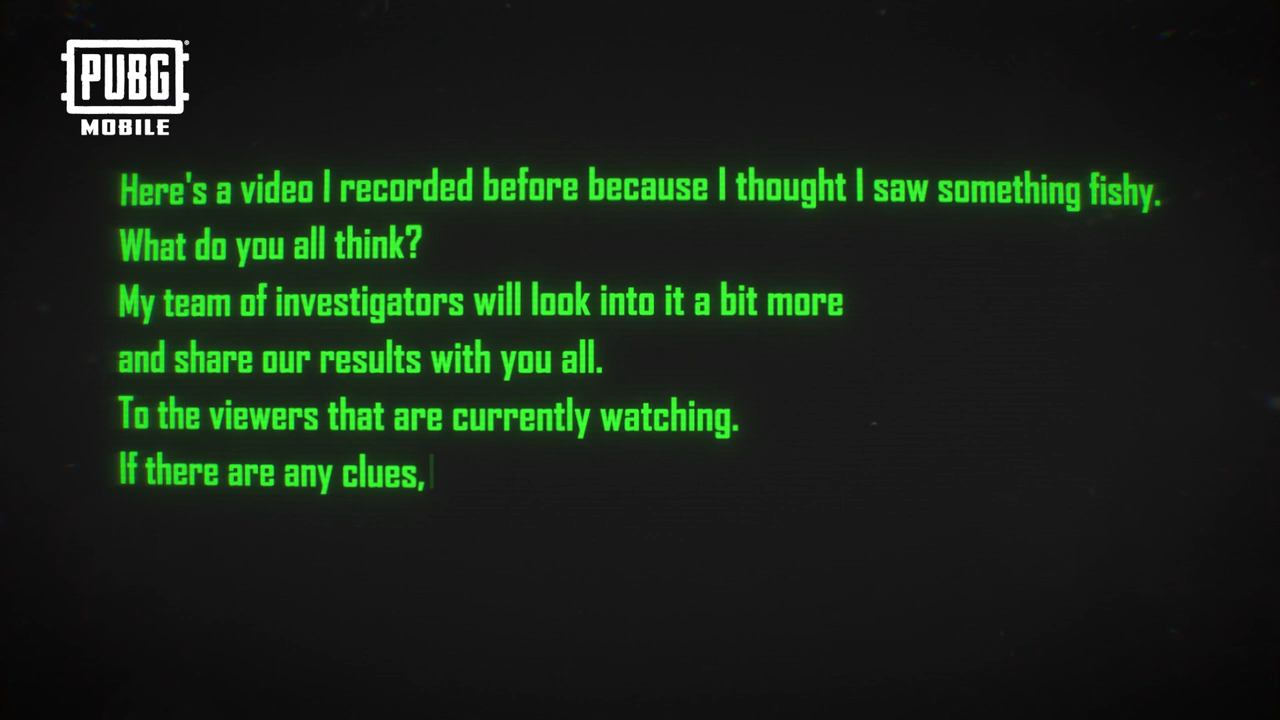 PUBG
MOBILE
Here's a video I recorded before because I thought I saw something fishy.
What do you all think?
My team of investigators will look into it a bit more
and share our results with you all.
To the viewers that are currently watching.
If there are any clues,